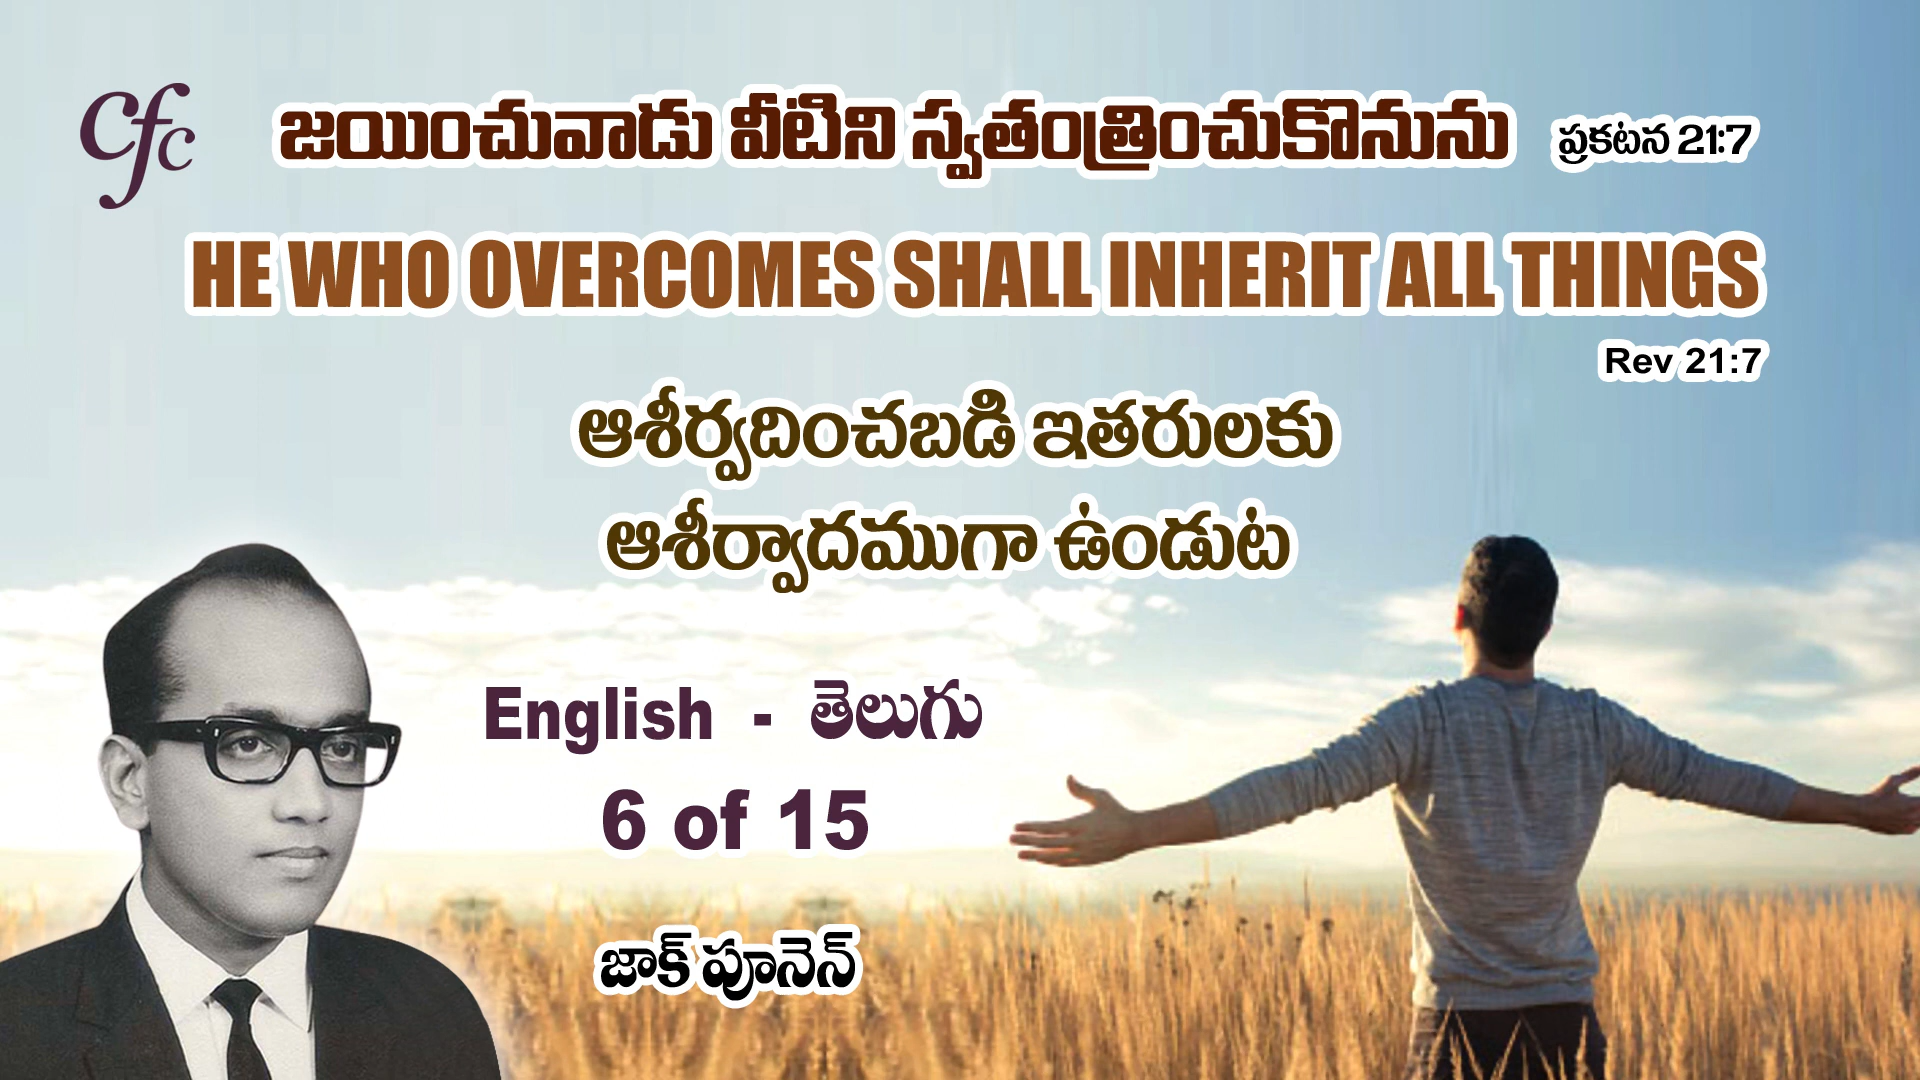 cfc
జయించువాడు వీటిని స్వతంత్రించుకొనును ప్రకటన 21:7
HE WHO OVERCOMES SHALL INHERIT ALL THINGS
Rev 21:7
ఆశీర్వదించబడి ఇతరులకు
ఆశీర్వాదముగా ఉండుట
English - తెలుగు
6 of 15
జాక్ పూనెన్